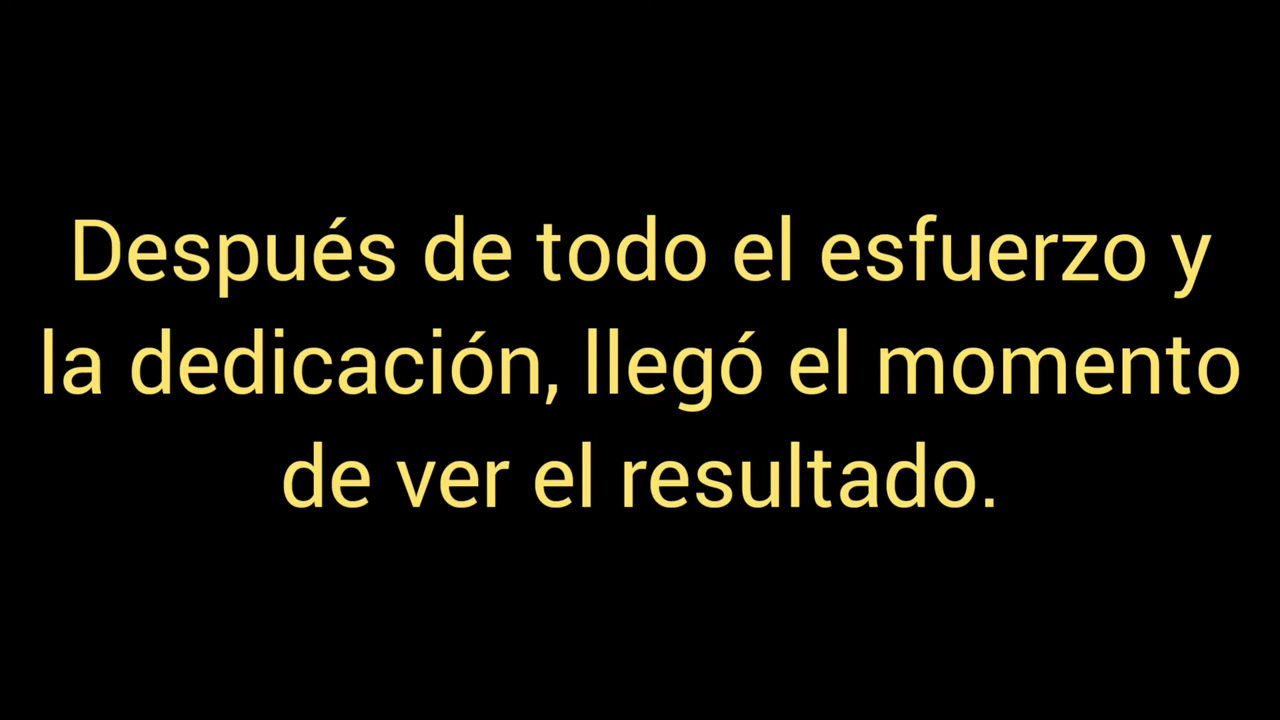 Después de todo el esfuerzo y
la dedicación, llegó el momento
de ver el resultado.